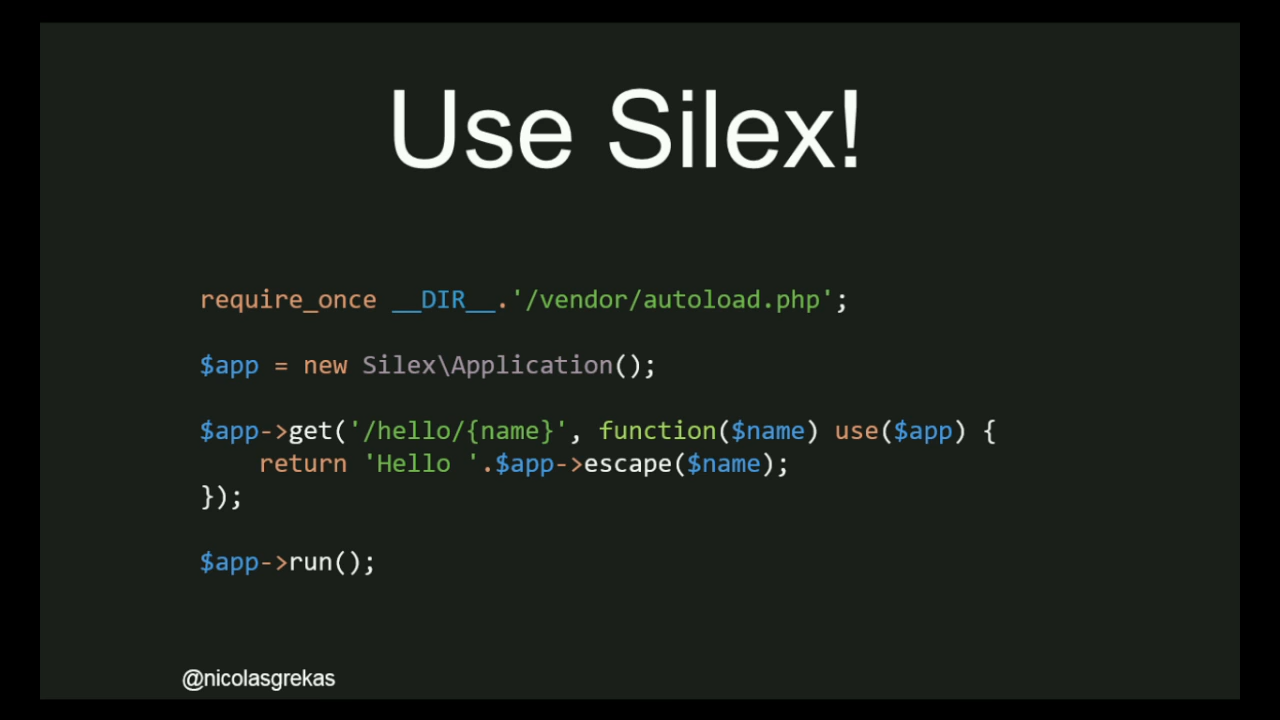 Use Silex!
require_once __DIR__.'/vendor/autoload.php';
$app = new Silex\Application();
$app->get('/hello/{name}', function($name) use($app) {
    return 'Hello '.$app->escape($name);
});
$app->run();
@nicolasgrekas